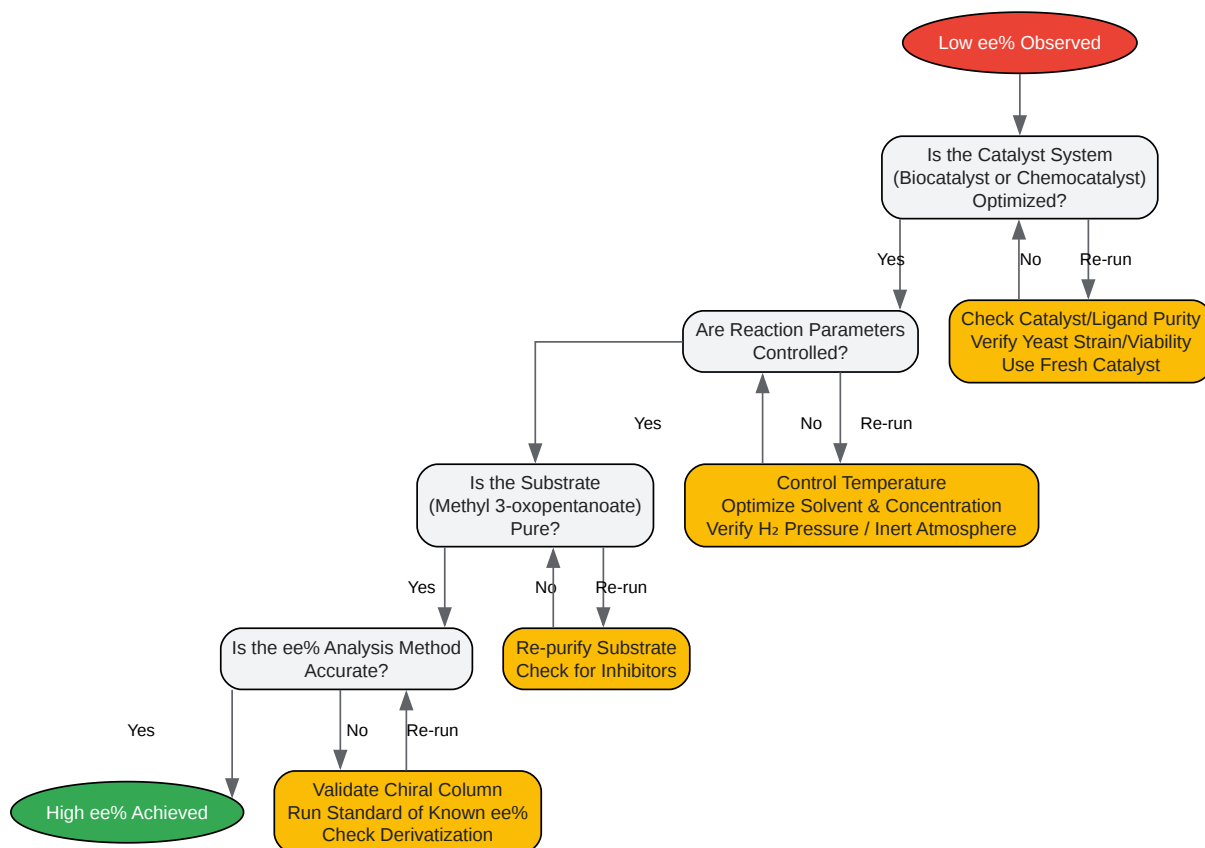 Low ee% Observed
Is the Catalyst System
(Biocatalyst or Chemocatalyst)
Optimized?
Yes
No
Re-run
Are Reaction Parameters
Controlled?
Check Catalyst/Ligand Purity
Verify Yeast Strain/Viability
Use Fresh Catalyst
Yes
No
Re-run
Is the Substrate
(Methyl 3-oxopentanoate)
Pure?
Control Temperature
Optimize Solvent & Concentration
Verify H₂ Pressure / Inert Atmosphere
Yes
No
Re-run
Is the ee% Analysis Method
Accurate?
Re-purify Substrate
Check for Inhibitors
Yes
No
Re-run
High ee% Achieved
Validate Chiral Column
Run Standard of Known ee%
Check Derivatization